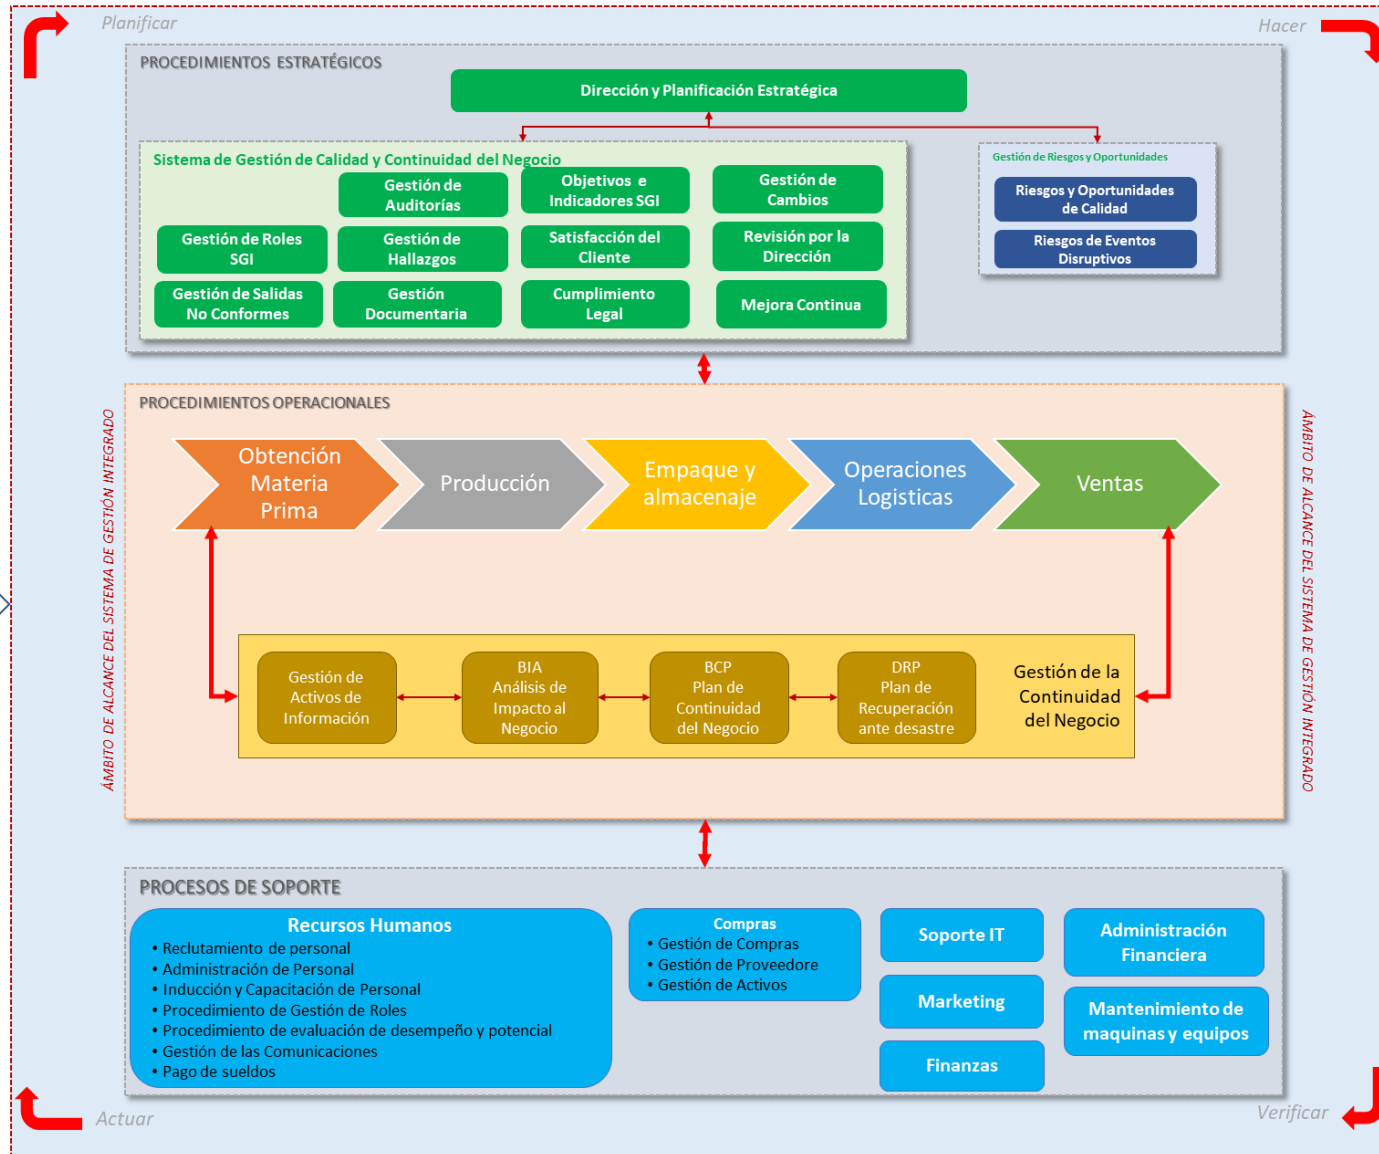 Planificar
Hacer
PROCEDIMIENTOS ESTRATÉGICOS
Dirección y Planificación Estratégica
Sistema de Gestión de Calidad y Continuidad del Negocio
Gestión de
Auditorías
Objetivos e
Indicadores SGI
Gestión de
Cambios
Gestión de Roles
SGI
Gestión de
Hallazgos
Satisfacción del
Cliente
Revisión por la
Dirección
Gestión de Salidas
No Conformes
Gestión
Documentaria
Cumplimiento
Legal
Mejora Continua
Gestión de Riesgos y Oportunidades
Riesgos y Oportunidades
de Calidad
Riesgos de Eventos
Disruptivos
ÁMBITO DE ALCANCE DEL SISTEMA DE GESTIÓN INTEGRADO
PROCEDIMIENTOS OPERACIONALES
Obtención
Materia
Prima
Producción
Empaque y
almacenaje
Operaciones
Logisticas
Ventas
Gestión de
Activos de
Información
BIA
Análisis de
Impacto al
Negocio
BCP
Plan de
Continuidad
del Negocio
DRP
Plan de
Recuperación
ante desastre
Gestión de la
Continuidad
del Negocio
ÁMBITO DE ALCANCE DEL SISTEMA DE GESTIÓN INTEGRADO
PROCESOS DE SOPORTE
Recursos Humanos
• Reclutamiento de personal
• Administración de Personal
• Inducción y Capacitación de Personal
• Procedimiento de Gestión de Roles
• Procedimiento de evaluación de desempeño y potencial
• Gestión de las Comunicaciones
• Pago de sueldos
Compras
• Gestión de Compras
• Gestión de Proveedore
• Gestión de Activos
Soporte IT
Marketing
Finanzas
Administración
Financiera
Mantenimiento de
maquinas y equipos
Actuar
Verificar